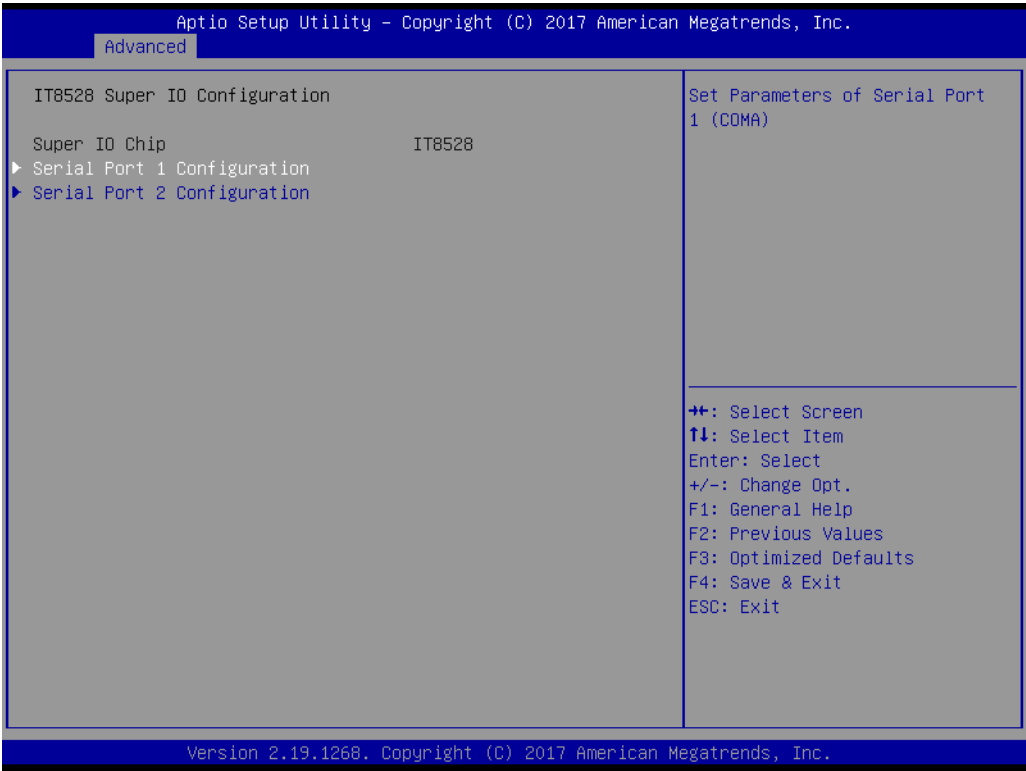 Aptio Setup Utility – Copyright (C) 2017 American Megatrends, Inc.
Advanced
IT8528 Super IO Configuration
Super IO Chip IT8528
Serial Port 1 Configuration
Serial Port 2 Configuration
Set Parameters of Serial Port
1 (COMA)
→←: Select Screen
↑↓: Select Item
Enter: Select
+/-: Change Opt.
F1: General Help
F2: Previous Values
F3: Optimized Defaults
F4: Save & Exit
ESC: Exit
Version 2.19.1268. Copyright (C) 2017 American Megatrends, Inc.